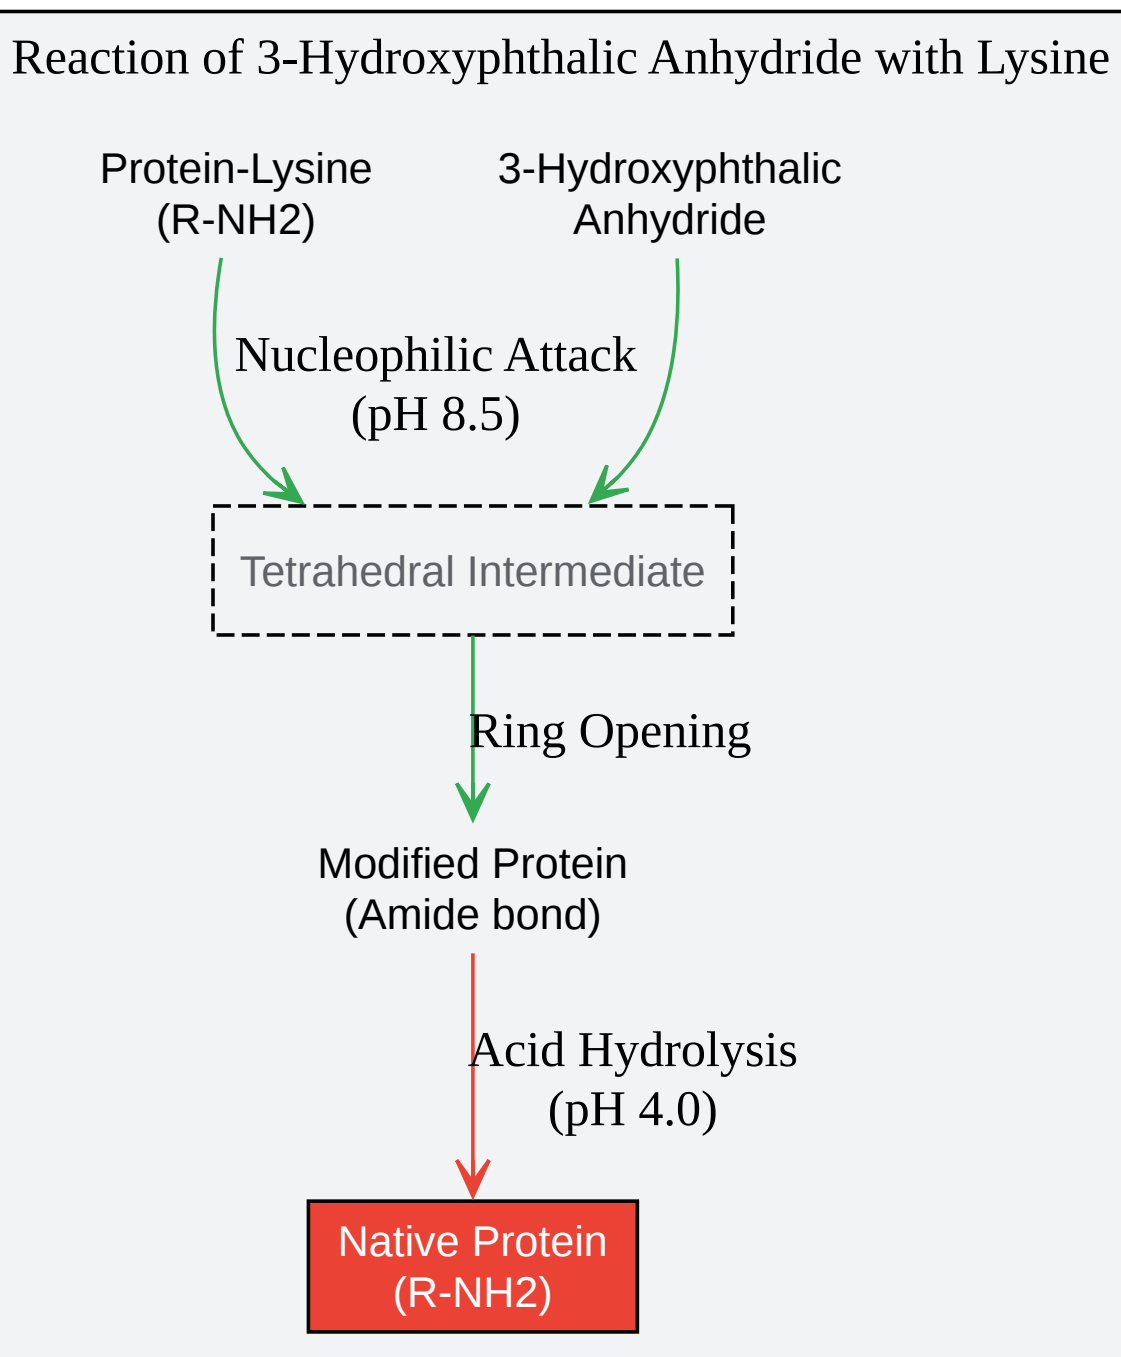 Reaction of 3-Hydroxyphthalic Anhydride with Lysine
Protein-Lysine
(R-NH2)
3-Hydroxyphthalic
Anhydride
Nucleophilic Attack
(pH 8.5)
Tetrahedral Intermediate
Ring Opening
Modified Protein
(Amide bond)
Acid Hydrolysis
(pH 4.0)
Native Protein
(R-NH2)